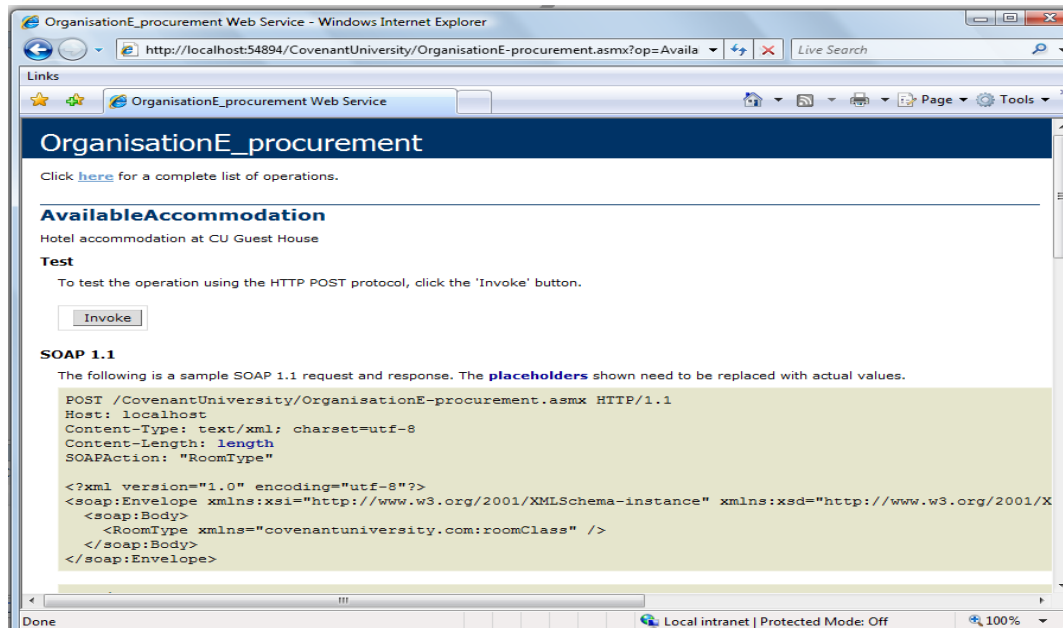 OrganisationE_procurement Web Service - Windows Internet Explorer
http://localhost:54894/CovenantUniversity/OrganisationE-procurement.asmx?op=Availa
Live Search
Links
OrganisationE_procurement Web Service
Page
Tools
OrganisationE_procurement
Click here for a complete list of operations.
AvailableAccommodation
Hotel accommodation at CU Guest House
Test
To test the operation using the HTTP POST protocol, click the 'Invoke' button.
Invoke
SOAP 1.1
The following is a sample SOAP 1.1 request and response. The placeholders shown need to be replaced with actual values.
POST /CovenantUniversity/OrganisationE-procurement.asmx HTTP/1.1
Host: localhost
Content-Type: text/xml; charset=utf-8
Content-Length: length
SOAPAction: "RoomType"
<?xml version="1.0" encoding="utf-8"?>
<soap:Envelope xmlns:xsi="http://www.w3.org/2001/XMLSchema-instance" xmlns:xsd="http://www.w3.org/2001/X
<soap:Body>
<RoomType xmlns="covenantuniversity.com:roomClass" />
</soap:Body>
</soap:Envelope>
Done
Local intranet | Protected Mode: Off
100%